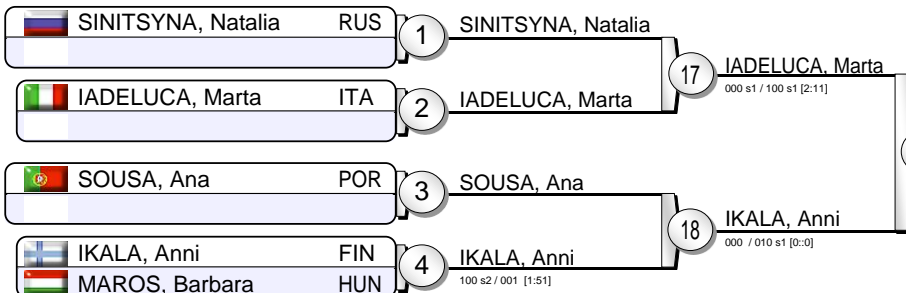 SINITSYNA, Natalia RUS
1
SINITSYNA, Natalia
IADELUCA, Marta ITA
2
IADELUCA, Marta
17
IADELUCA, Marta
000 s1 / 100 s1 [2:11]
SOUSA, Ana POR
3
SOUSA, Ana
IKALA, Anni FIN
MAROS, Barbara HUN
4
IKALA, Anni
100 s2 / 001 [1:51]
18
IKALA, Anni
000 / 010 s1 [0::0]